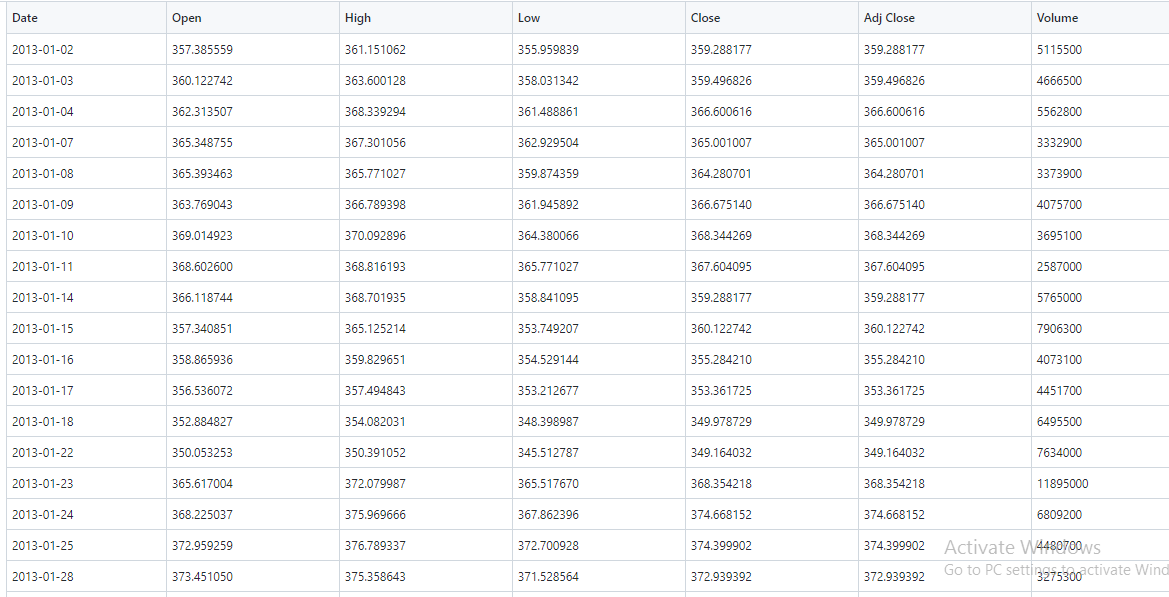 Date Open High Low Close Adj Close Volume
2013-01-02 357.385559 361.151062 355.959839 359.288177 359.288177 5115500
2013-01-03 360.122742 363.600128 358.031342 359.496826 359.496826 4666500
2013-01-04 362.313507 368.339294 361.488861 366.600616 366.600616 5562800
2013-01-07 365.348755 367.301056 362.929504 365.001007 365.001007 3332900
2013-01-08 365.393463 365.771027 359.874359 364.280701 364.280701 3373900
2013-01-09 363.769043 366.789398 361.945892 366.675140 366.675140 4075700
2013-01-10 369.014923 370.092896 364.380066 368.344269 368.344269 3695100
2013-01-11 368.602600 368.816193 365.771027 367.604095 367.604095 2587000
2013-01-14 366.118744 368.701935 358.841095 359.288177 359.288177 5765000
2013-01-15 357.340851 365.125214 353.749207 360.122742 360.122742 7906300
2013-01-16 358.865936 359.829651 354.529144 355.284210 355.284210 4073100
2013-01-17 356.536072 357.494843 353.212677 353.361725 353.361725 4451700
2013-01-18 352.884827 354.082031 348.398987 349.978729 349.978729 6495500
2013-01-22 350.053253 350.391052 345.512787 349.164032 349.164032 7634000
2013-01-23 365.617004 372.079987 365.517670 368.354218 368.354218 11895000
2013-01-24 368.225037 375.969666 367.862396 374.668152 374.668152 6809200
2013-01-25 372.959259 376.789337 372.700928 374.399902 374.399902 4480700
Activate Windows
2013-01-28 373.451050 375.358643 371.528564 372.939392 372.939392 3275300
Go to PC settings to activate Wind